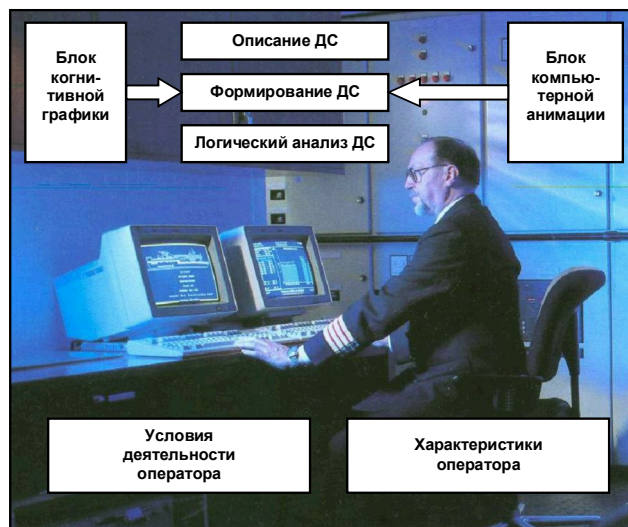 Блок
когни-
тивной
графики
Описание ДС
Формирование ДС
Логический анализ ДС
Блок
компью-
терной
анимации
Условия
деятельности
оператора
Характеристики
оператора